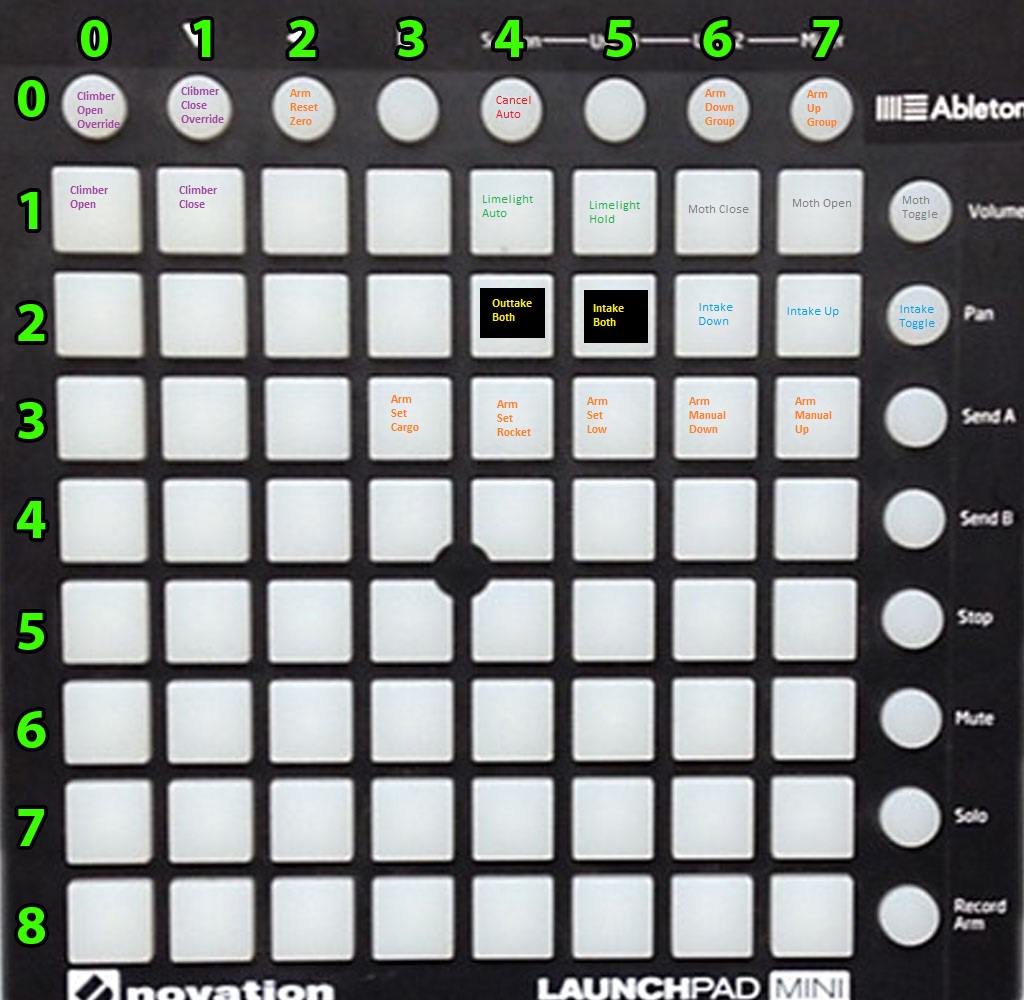 0 1 2 3 4 5 6 7
0
Climber
Open
Override
Clibmer
Close
Override
Arm
Reset
Zero
Cancel
Auto
Arm
Down
Group
Arm
Up
Group
Ableton
1
Climber
Open
Climber
Close
Limelight
Auto
Limelight
Hold
Moth Close
Moth Open
Moth
Toggle
Volume
2
Outtake
Both
Intake
Both
Intake
Down
Intake Up
Intake
Toggle
Pan
3
Arm
Set
Cargo
Arm
Set
Rocket
Arm
Set
Low
Arm
Manual
Down
Arm
Manual
Up
Send A
4
Send B
5
Stop
6
Mute
7
Solo
8
Record
Arm
novation
LAUNCHPAD MINI